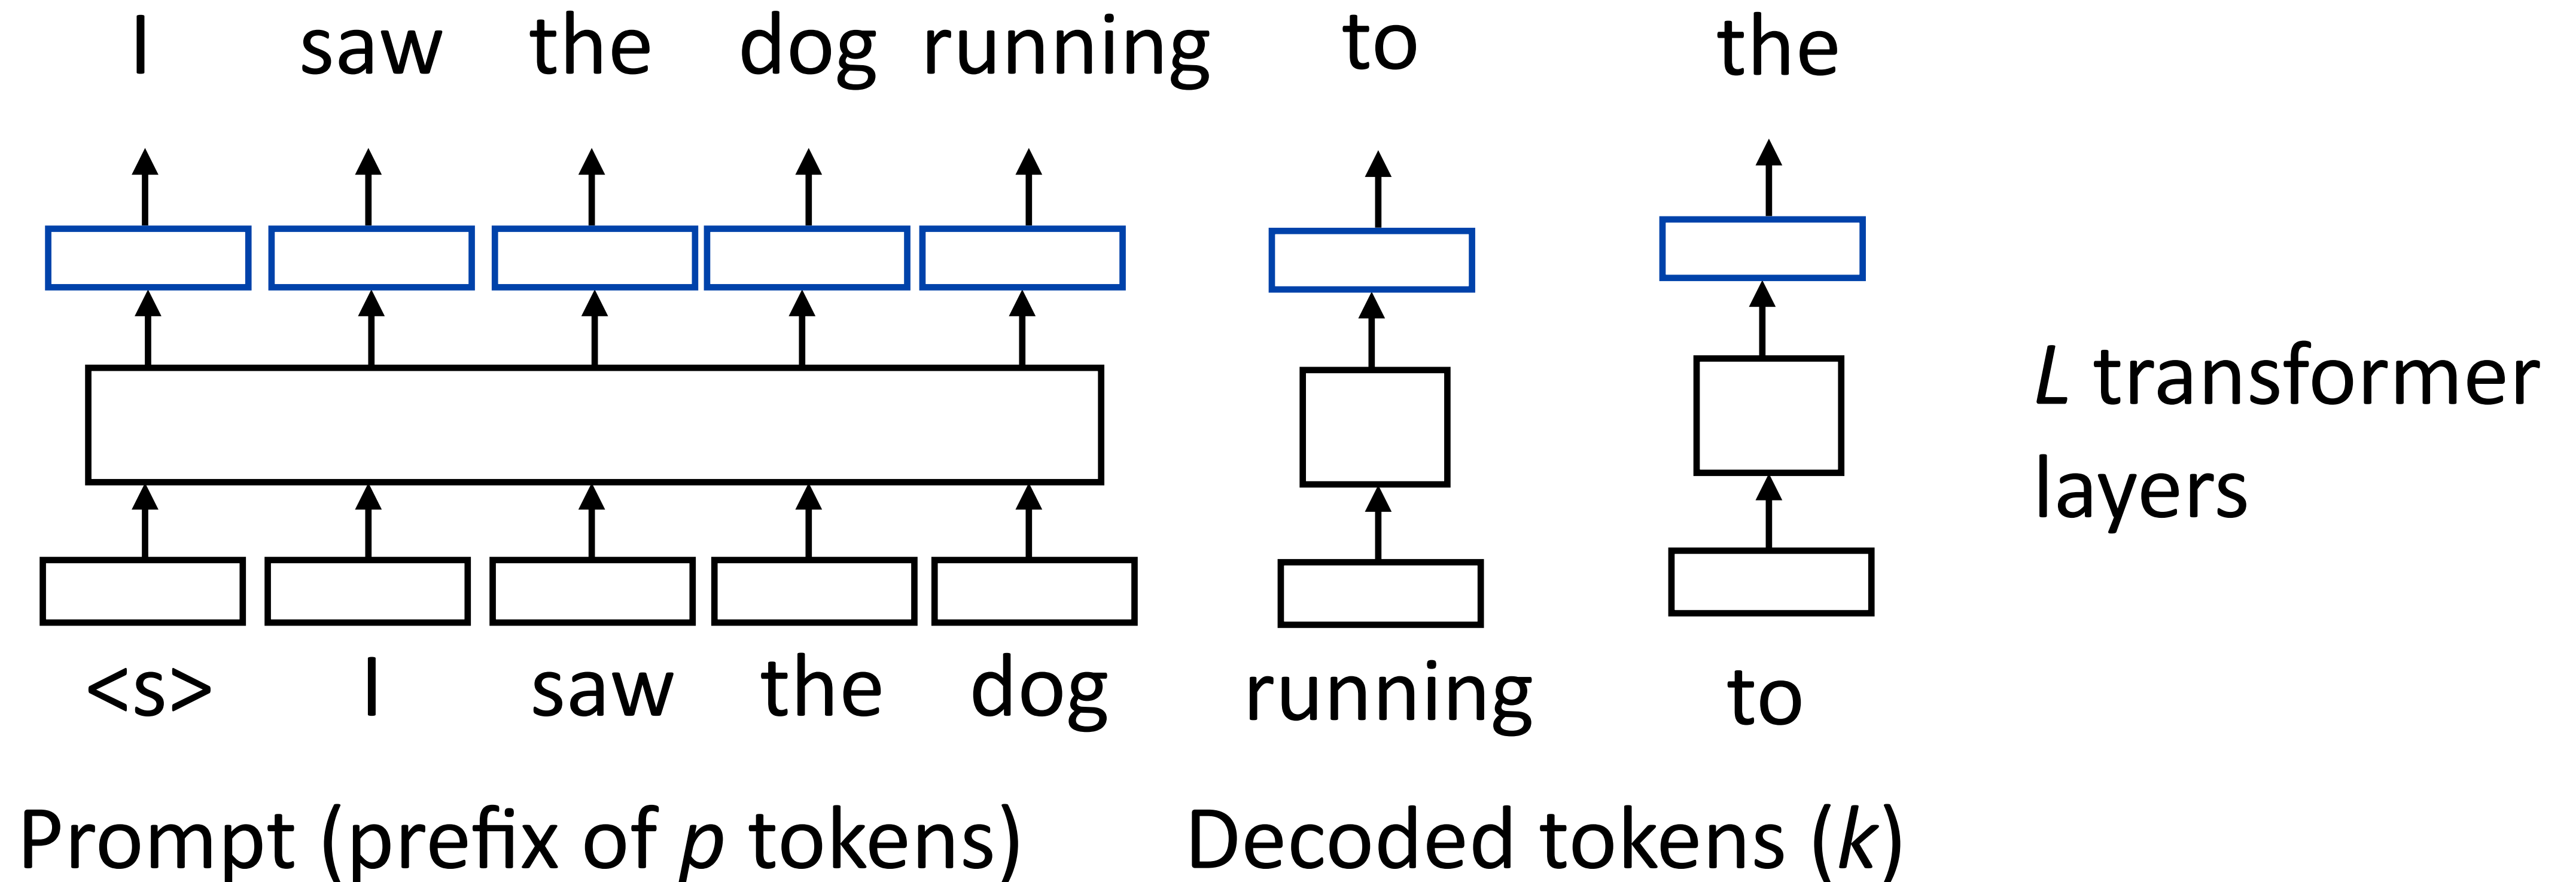 I saw the dog running to the
L transformer
layers
<s> I saw the dog running to
Prompt (prefix of p tokens) Decoded tokens (k)